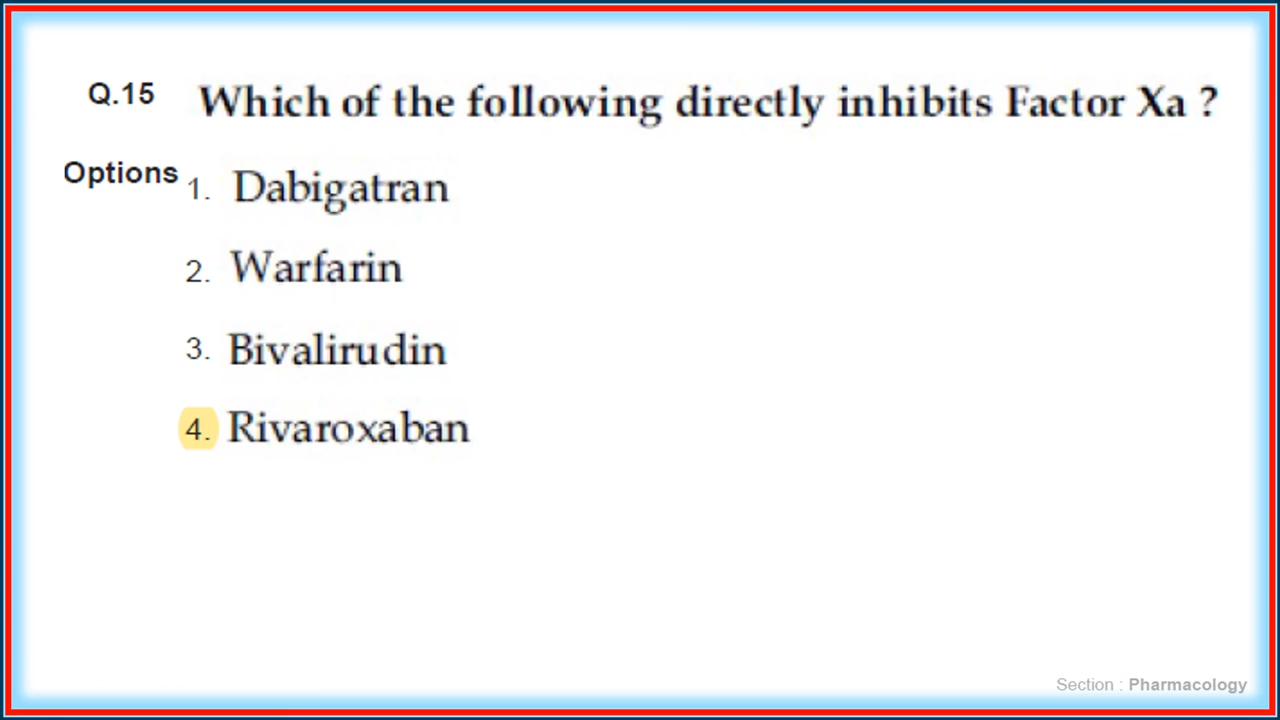 Q.15 Which of the following directly inhibits Factor Xa ?
Options 1. Dabigatran
2. Warfarin
3. Bivalirudin
4. Rivaroxaban
Section : Pharmacology